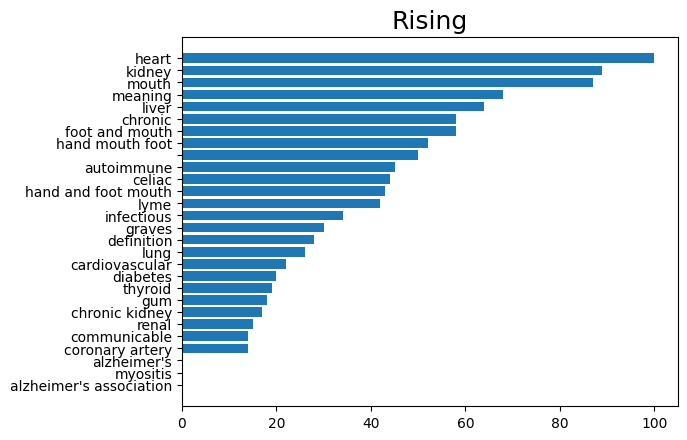 Rising
heart
kidney
mouth
meaning
liver
chronic
foot and mouth
hand mouth foot
autoimmune
celiac
hand and foot mouth
lyme
infectious
graves
definition
lung
cardiovascular
diabetes
thyroid
gum
chronic kidney
renal
communicable
coronary artery
alzheimer's
myositis
alzheimer's association
0 20 40 60 80 100